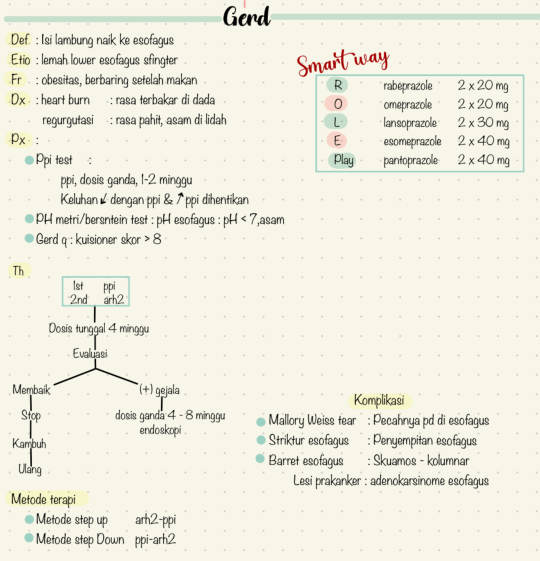 Gerd
Def : Isi lambung naik ke esofagus
Etio : lemah lower esofagus sfingter
Fr : obesitas, berbaring setelah makan
Dx : heart burn : rasa terbakar di dada
regurgutasi : rasa pahit, asam di lidah
Px :
Ppi test :
ppi, dosis ganda, 1-2 minggu
Keluhan ↙ dengan ppi & ↗ ppi dihentikan
PH metri/bersntein test : pH esofagus : pH < 7,asam
Gerd q : kuisioner skor > 8
Smart way
R rabeprazole 2 x 20 mg
O omeprazole 2 x 20 mg
L lansoprazole 2 x 30 mg
E esomeprazole 2 x 40 mg
Play pantoprazole 2 x 40 mg
Th
1st ppi
2nd arh2
Dosis tunggal 4 minggu
Evaluasi
Membaik (+) gejala
Stop dosis ganda 4 - 8 minggu
endoskopi
Kambuh
Ulang
Komplikasi
Mallory Weiss tear : Pecahnya pd di esofagus
Striktur esofagus : Penyempitan esofagus
Barret esofagus : Skuamos - kolumnar
Lesi prakanker : adenokarsinome esofagus
Metode terapi
Metode step up arh2-ppi
Metode step Down ppi-arh2